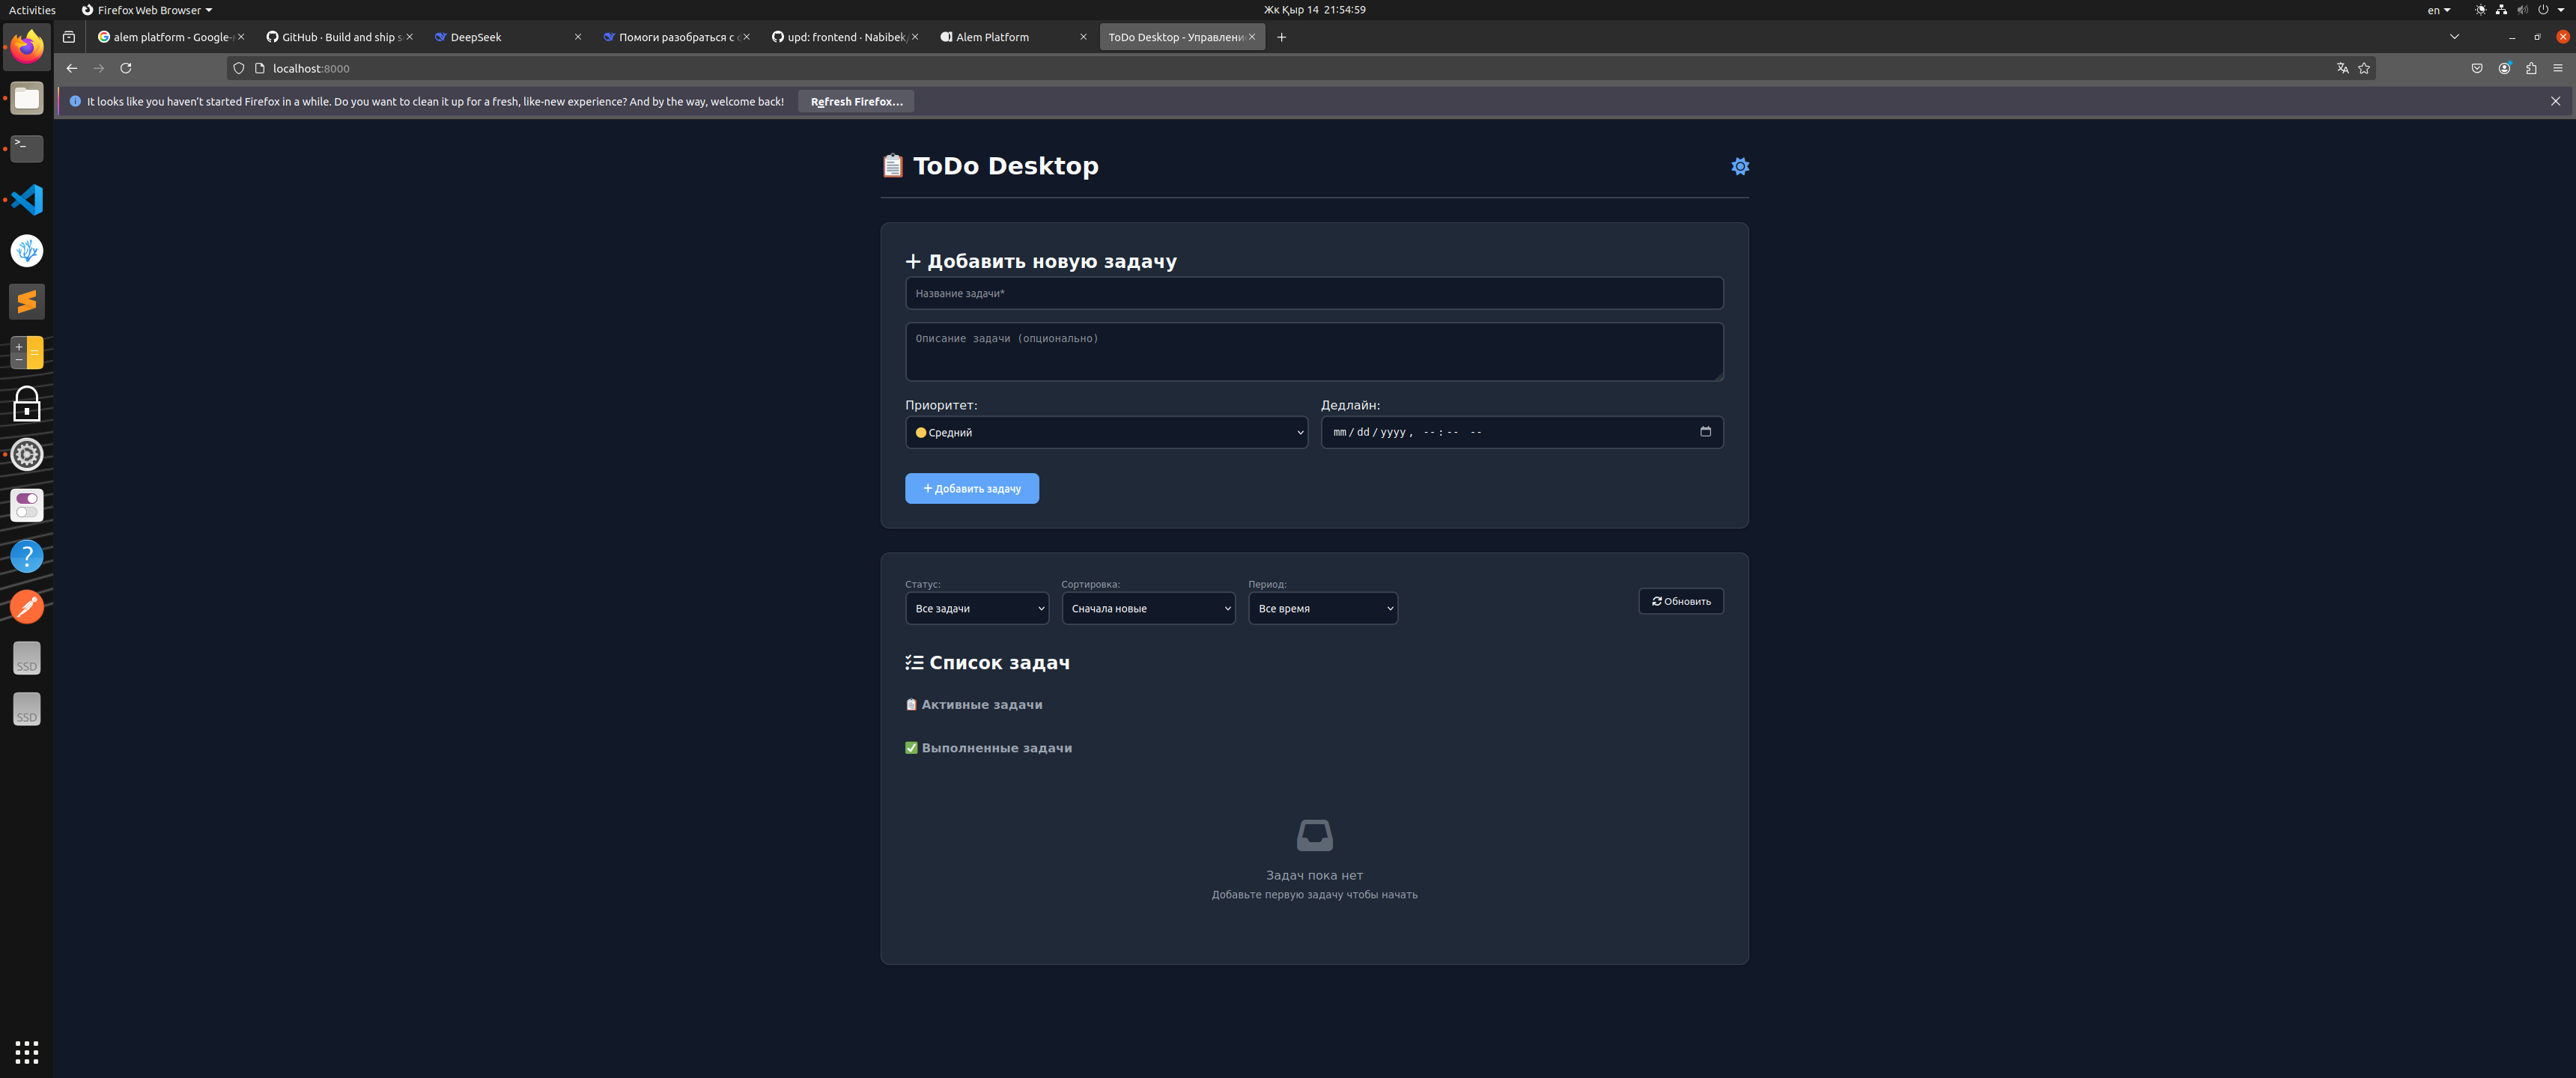 Activities Firefox Web Browser Жк Қыр 14 21:54:59 en
alem platform - Google- GitHub · Build and ship s DeepSeek Помоги разобраться с upd: frontend · Nabibek/ Alem Platform ToDo Desktop - Управлени
localhost:8000
It looks like you haven't started Firefox in a while. Do you want to clean it up for a fresh, like-new experience? And by the way, welcome back! Refresh Firefox...
ToDo Desktop
Добавить новую задачу
Название задачи*
Описание задачи (опционально)
Приоритет: Дедлайн:
Средний mm/dd/yyyy, --:-- --
+ Добавить задачу
Статус: Сортировка: Период:
Все задачи Сначала новые Все время Обновить
Список задач
Активные задачи
Выполненные задачи
Задач пока нет
Добавьте первую задачу чтобы начать
SSD
SSD